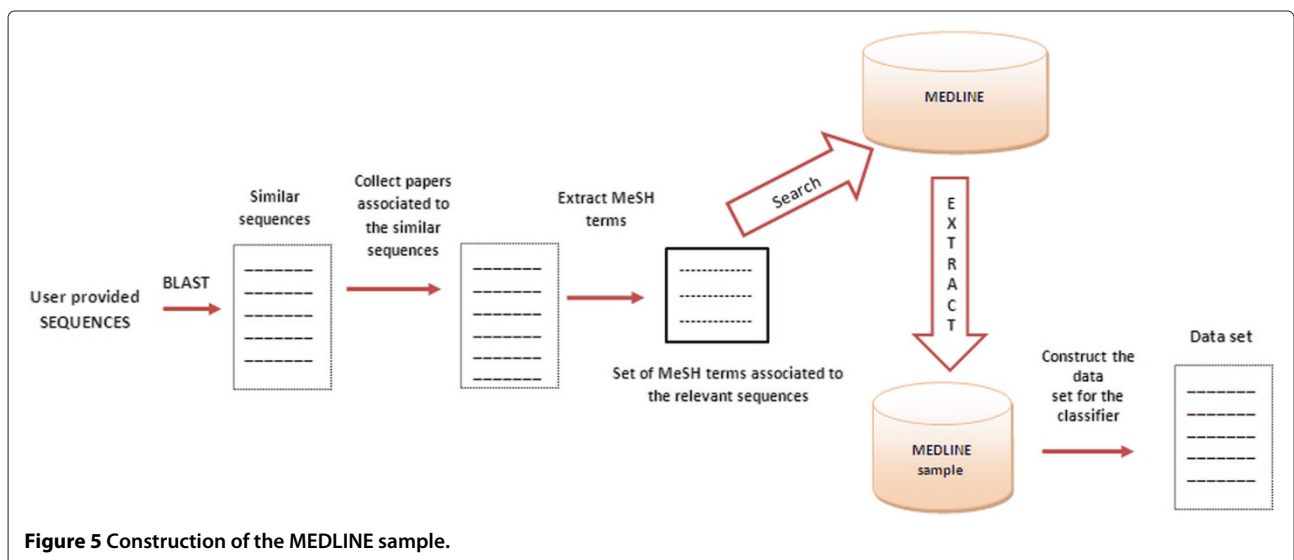 User provided
SEQUENCES
BLAST
Similar
sequences
Collect papers
associated to
the similar
sequences
Extract MeSH
terms
Set of MeSH terms associated to
the relevant sequences
Search
MEDLINE
EXTRACT
MEDLINE
sample
Construct the
data
set for the
classifier
Data set
Figure 5 Construction of the MEDLINE sample.